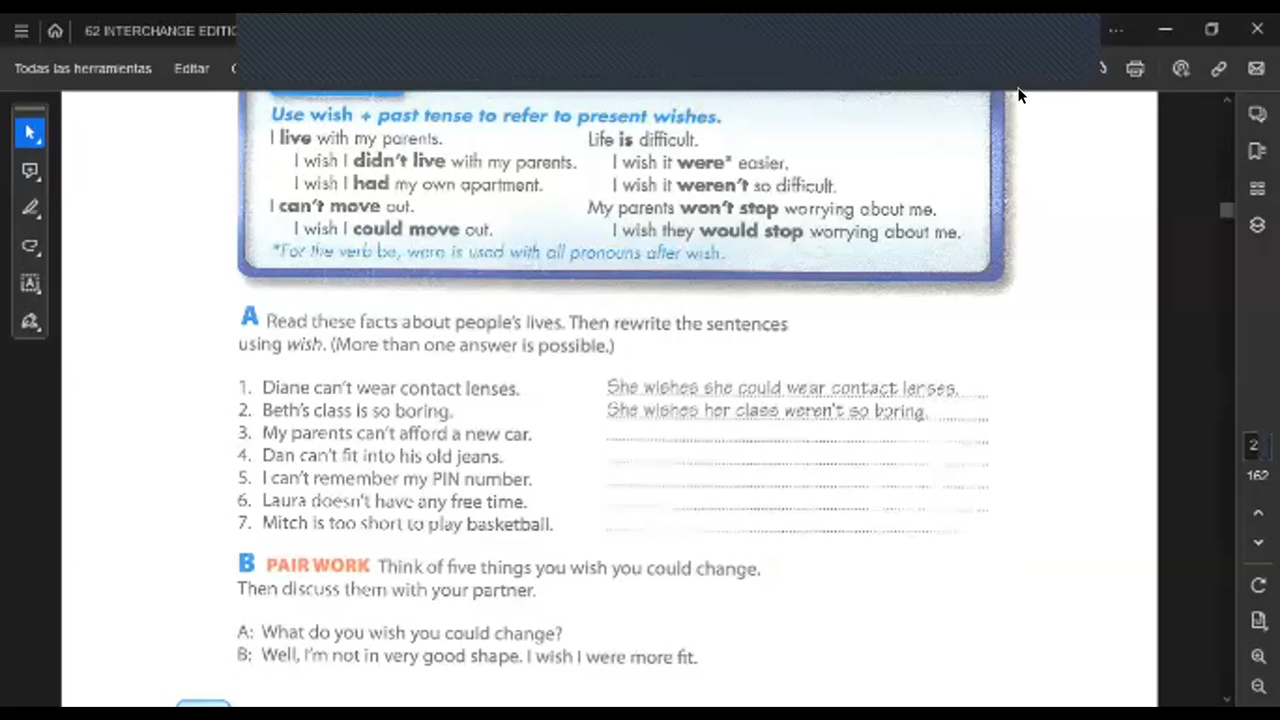 62 INTERCHANGE EDITIC
Todas las herramientas Editar
Use wish + past tense to refer to present wishes.
I live with my parents.
I wish I didn't live with my parents.
I wish I had my own apartment.
I can't move out.
I wish I could move out.
Life is difficult.
I wish it were* easier.
I wish it weren't so difficult.
My parents won't stop worrying about me.
I wish they would stop worrying about me.
*For the verb be, were is used with all pronouns after wish.
A Read these facts about people's lives. Then rewrite the sentences
using wish. (More than one answer is possible.)
1. Diane can't wear contact lenses. She wishes she could wear contact lenses.
2. Beth's class is so boring. She wishes her class weren't so boring.
3. My parents can't afford a new car.
4. Dan can't fit into his old jeans.
5. I can't remember my PIN number.
6. Laura doesn't have any free time.
7. Mitch is too short to play basketball.
B PAIR WORK Think of five things you wish you could change.
Then discuss them with your partner.
A: What do you wish you could change?
B: Well, I'm not in very good shape. I wish I were more fit.
2
162